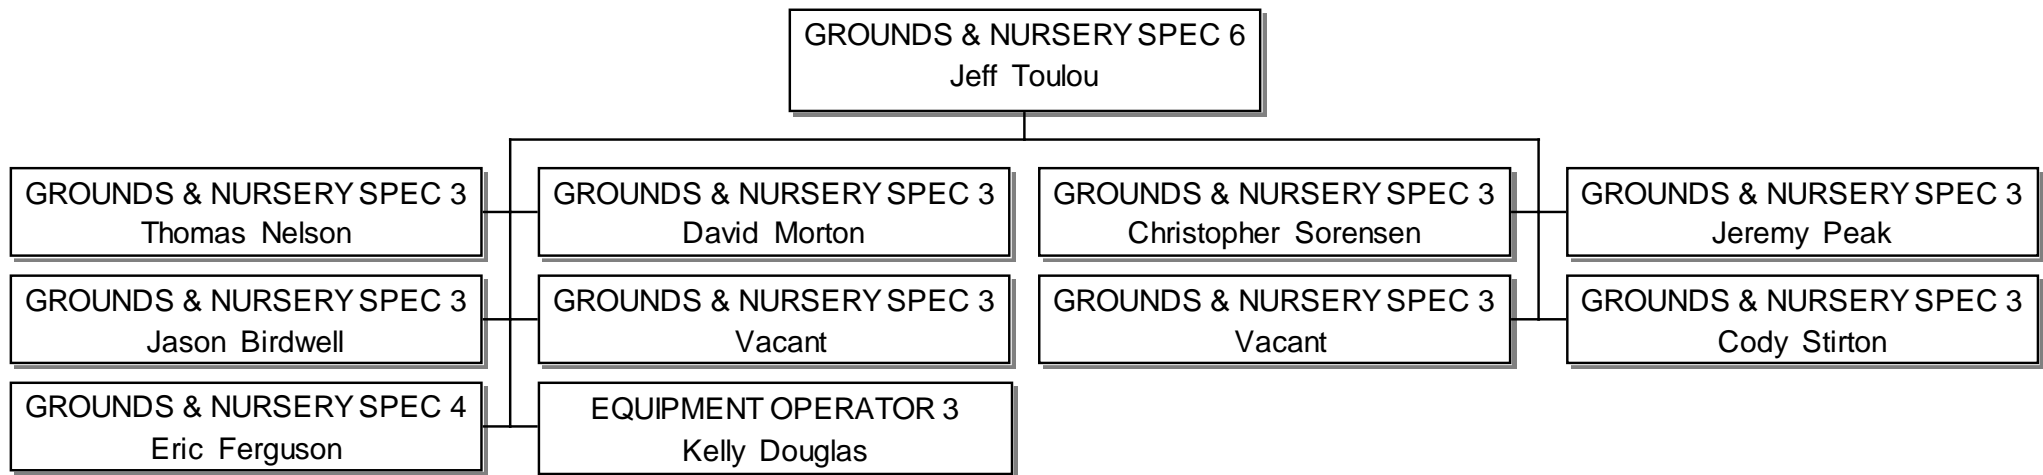 GROUNDS & NURSERY SPEC 6
Jeff Toulou
GROUNDS & NURSERY SPEC 3
Thomas Nelson
GROUNDS & NURSERY SPEC 3
David Morton
GROUNDS & NURSERY SPEC 3
Christopher Sorensen
GROUNDS & NURSERY SPEC 3
Jeremy Peak
GROUNDS & NURSERY SPEC 3
Jason Birdwell
GROUNDS & NURSERY SPEC 3
Vacant
GROUNDS & NURSERY SPEC 3
Vacant
GROUNDS & NURSERY SPEC 3
Cody Stirton
GROUNDS & NURSERY SPEC 4
Eric Ferguson
EQUIPMENT OPERATOR 3
Kelly Douglas